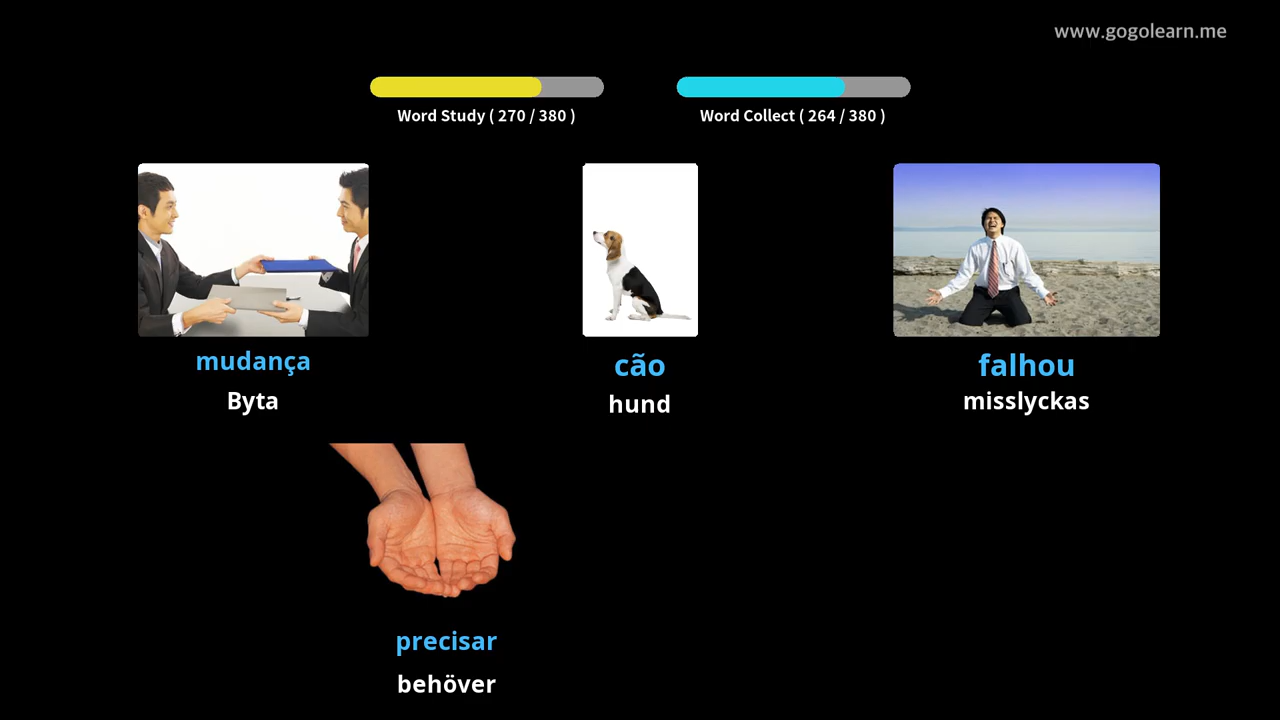 www.gogolearn.me
Word Study ( 270 / 380 )
Word Collect ( 264 / 380 )
mudança
Byta
cão
hund
falhou
misslyckas
precisar
behöver